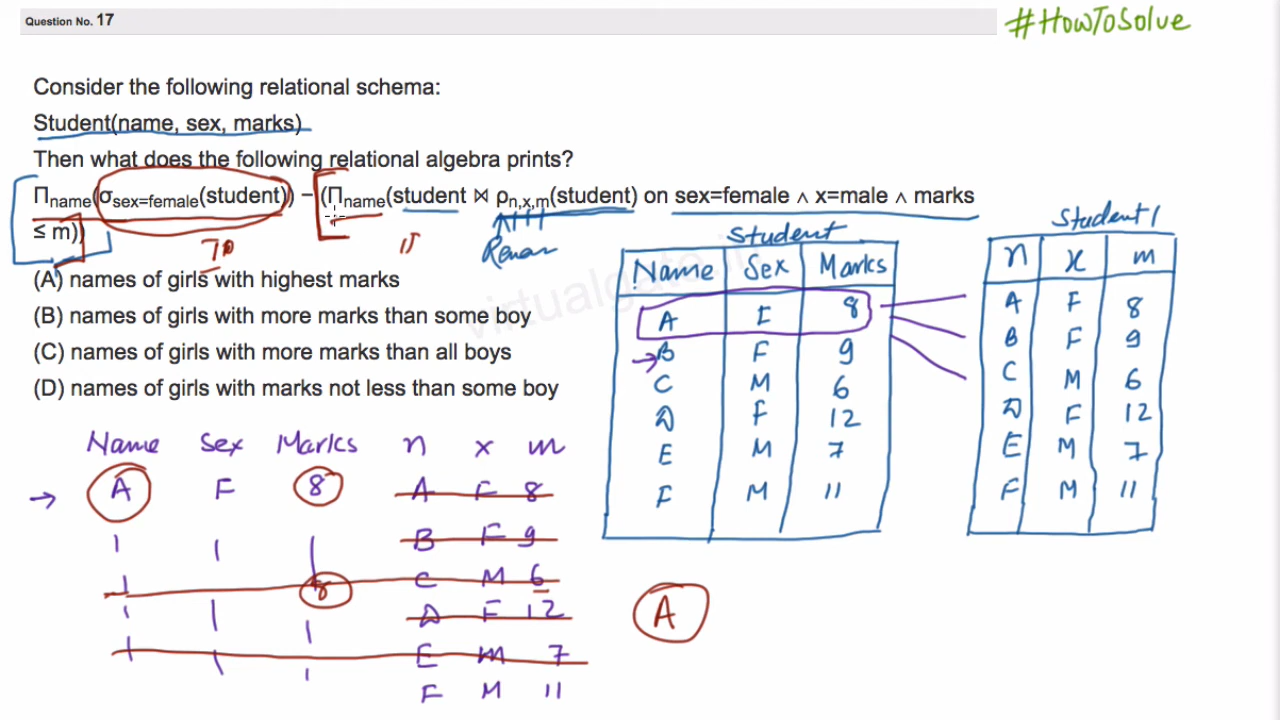 Question No. 17
#HowToSolve
Consider the following relational schema:
Student(name, sex, marks)
Then what does the following relational algebra prints?
Πname(σsex=female(student)) − (Πname(student ⋈ ρn,x,m(student) on sex=female ∧ x=male ∧ marks
≤ m))
(A) names of girls with highest marks
(B) names of girls with more marks than some boy
(C) names of girls with more marks than all boys
(D) names of girls with marks not less than some boy
Student
Name Sex Marks
A F 8
B F 9
C M 6
D F 12
E M 7
F M 11
Student1
n x m
A F 8
B F 9
C M 6
D F 12
E M 7
F M 11
Name Sex Marks n x m
A F 8 A F 8
B F 9
8 C M 6
D F 12
E M 7
F M 11
A